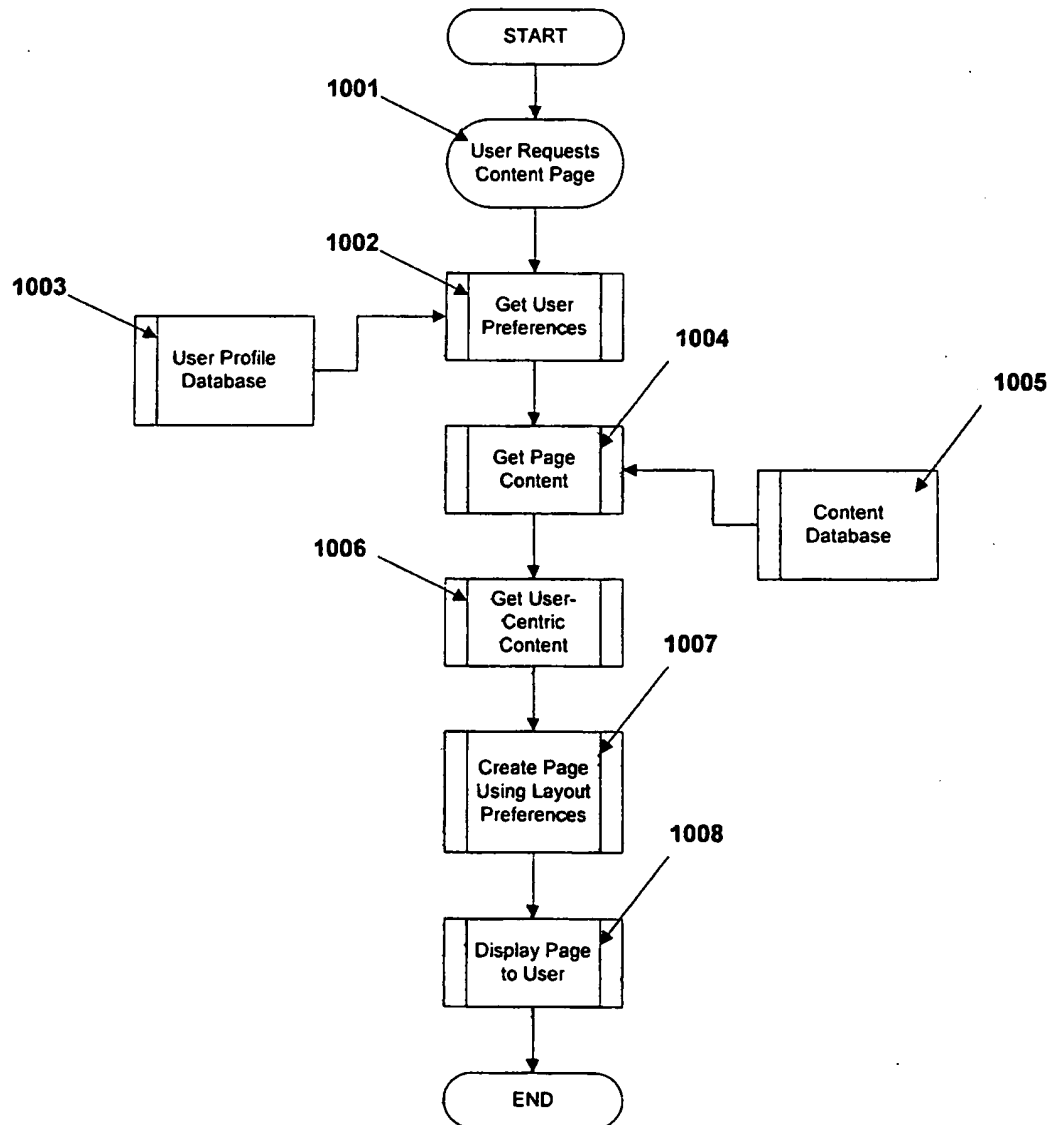 START
1001
User Requests
Content Page
1002
Get User
Preferences
1003
User Profile
Database
1004
Get Page
Content
1005
Content
Database
1006
Get User-
Centric
Content
1007
Create Page
Using Layout
Preferences
1008
Display Page
to User
END